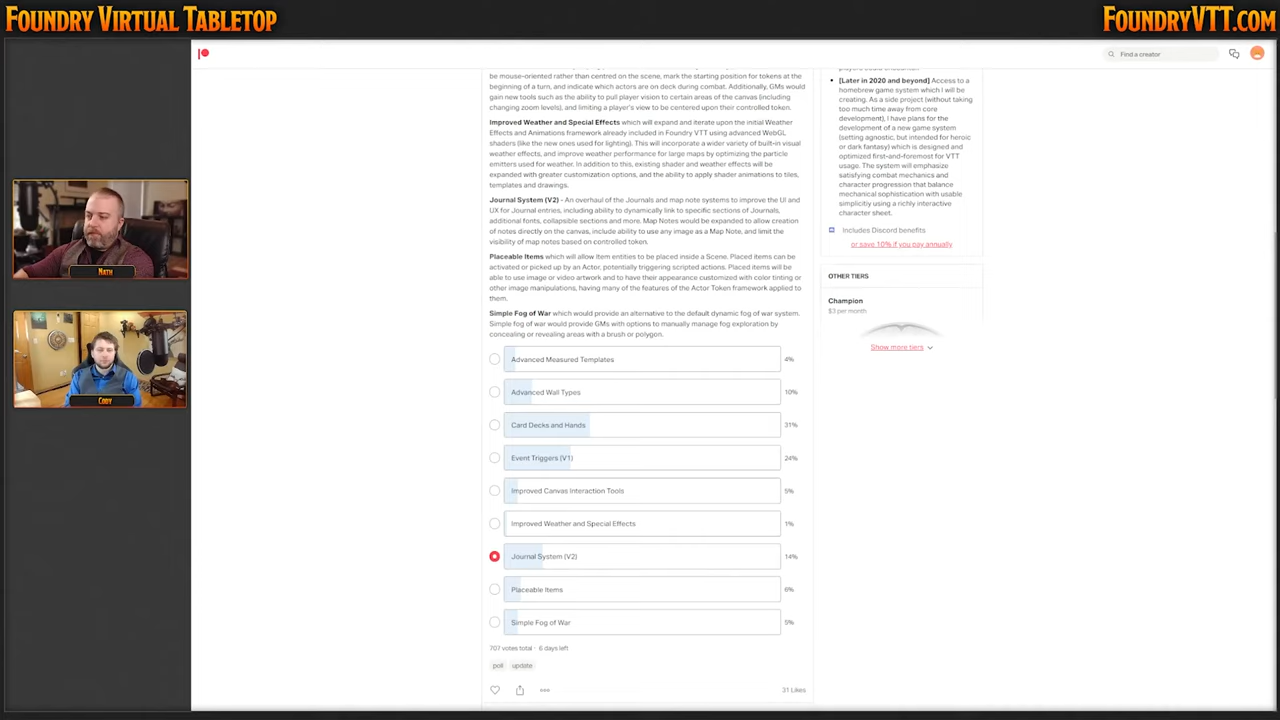 FOUNDRY VIRTUAL TABLETOP
FOUNDRYVTT.COM
Find a creator
be mouse-oriented rather than centred on the scene, mark the starting position for tokens at the
beginning of a turn, and indicate which actors are on deck during combat. Additionally, GMs would
gain new tools such as the ability to pull player vision to certain areas of the canvas (including
changing zoom levels), and limiting a player's view to be centered upon their controlled token.
Improved Weather and Special Effects which will expand and iterate upon the initial Weather
Effects and Animations framework already included in Foundry VTT using advanced WebGL
shaders (like the new ones used for lighting). This will incorporate a wider variety of built-in visual
weather effects, and improve weather performance for large maps by optimizing the particle
emitters used for weather. In addition to this, existing shader and weather effects will be
expanded with greater customization options, and the ability to apply shader animations to tiles,
templates and drawings.
Journal System (V2) - An overhaul of the Journals and map note systems to improve the UI and
UX for Journal entries, including ability to dynamically link to specific sections of Journals,
additional fonts, collapsible sections and more. Map Notes would be expanded to allow creation
of notes directly on the canvas, include ability to use any image as a Map Note, and limit the
visibility of map notes based on controlled token.
Placeable Items which will allow item entities to be placed inside a Scene. Placed items can be
activated or picked up by an Actor, potentially triggering scripted actions. Placed items will be
able to use image or video artwork and to have their appearance customized with color tinting or
other image manipulations, having many of the features of the Actor Token framework applied to
them.
Simple Fog of War which would provide an alternative to the default dynamic fog of war system.
Simple fog of war would provide GMs with options to manually manage fog exploration by
concealing or revealing areas with a brush or polygon.
Advanced Measured Templates 4%
Advanced Wall Types 10%
Card Decks and Hands 31%
Event Triggers (V1) 24%
Improved Canvas Interaction Tools 5%
Improved Weather and Special Effects 1%
Journal System (V2) 14%
Placeable Items 6%
Simple Fog of War 5%
707 votes total · 6 days left
poll update
31 Likes
[Later in 2020 and beyond] Access to a
homebrew game system which I will be
creating. As a side project (without taking
too much time away from core
development), I have plans for the
development of a new game system
(setting agnostic, but intended for heroic
or dark fantasy) which is designed and
optimized first-and-foremost for VTT
usage. The system will emphasize
satisfying combat mechanics and
character progression that balance
mechanical sophistication with usable
simplicity using a richly interactive
character sheet.
Includes Discord benefits
or save 10% if you pay annually
OTHER TIERS
Champion
$3 per month
Show more tiers
Nath
Cody